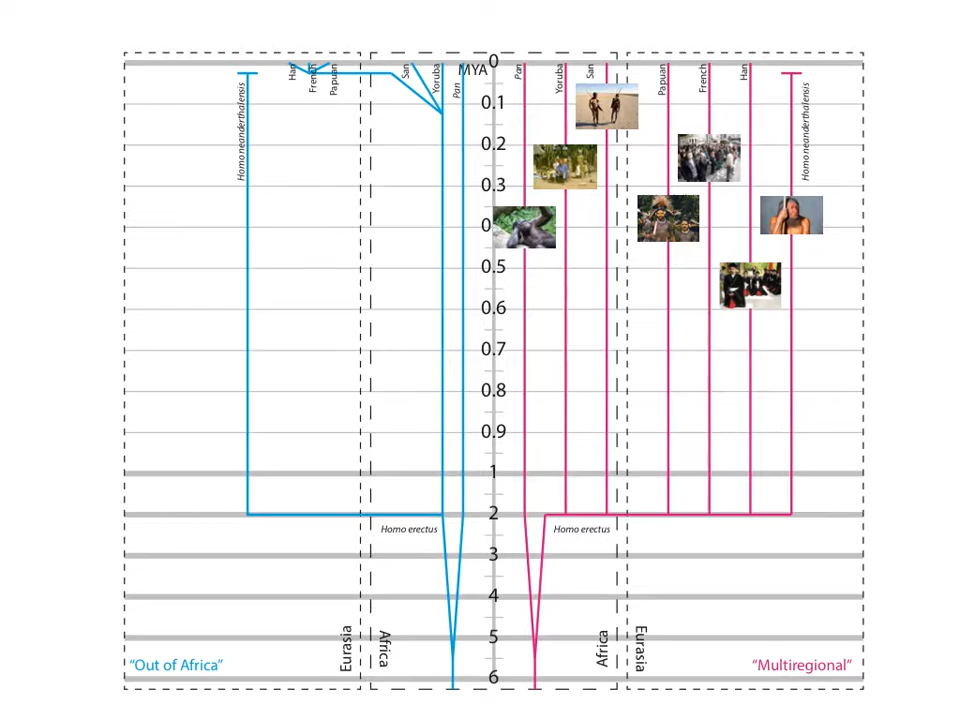 MYA
0
0.1
0.2
0.3
0
0.5
0.6
0.7
0.8
0.9
1
2
3
4
5
6
Homo neanderthalensis
Han
French
Papuan
San
Yoruba
Pan
Pan
Yoruba
San
Papuan
French
Han
Homo neanderthalensis
Homo erectus
Homo erectus
Eurasia
Africa
Africa
Eurasia
"Out of Africa"
"Multiregional"